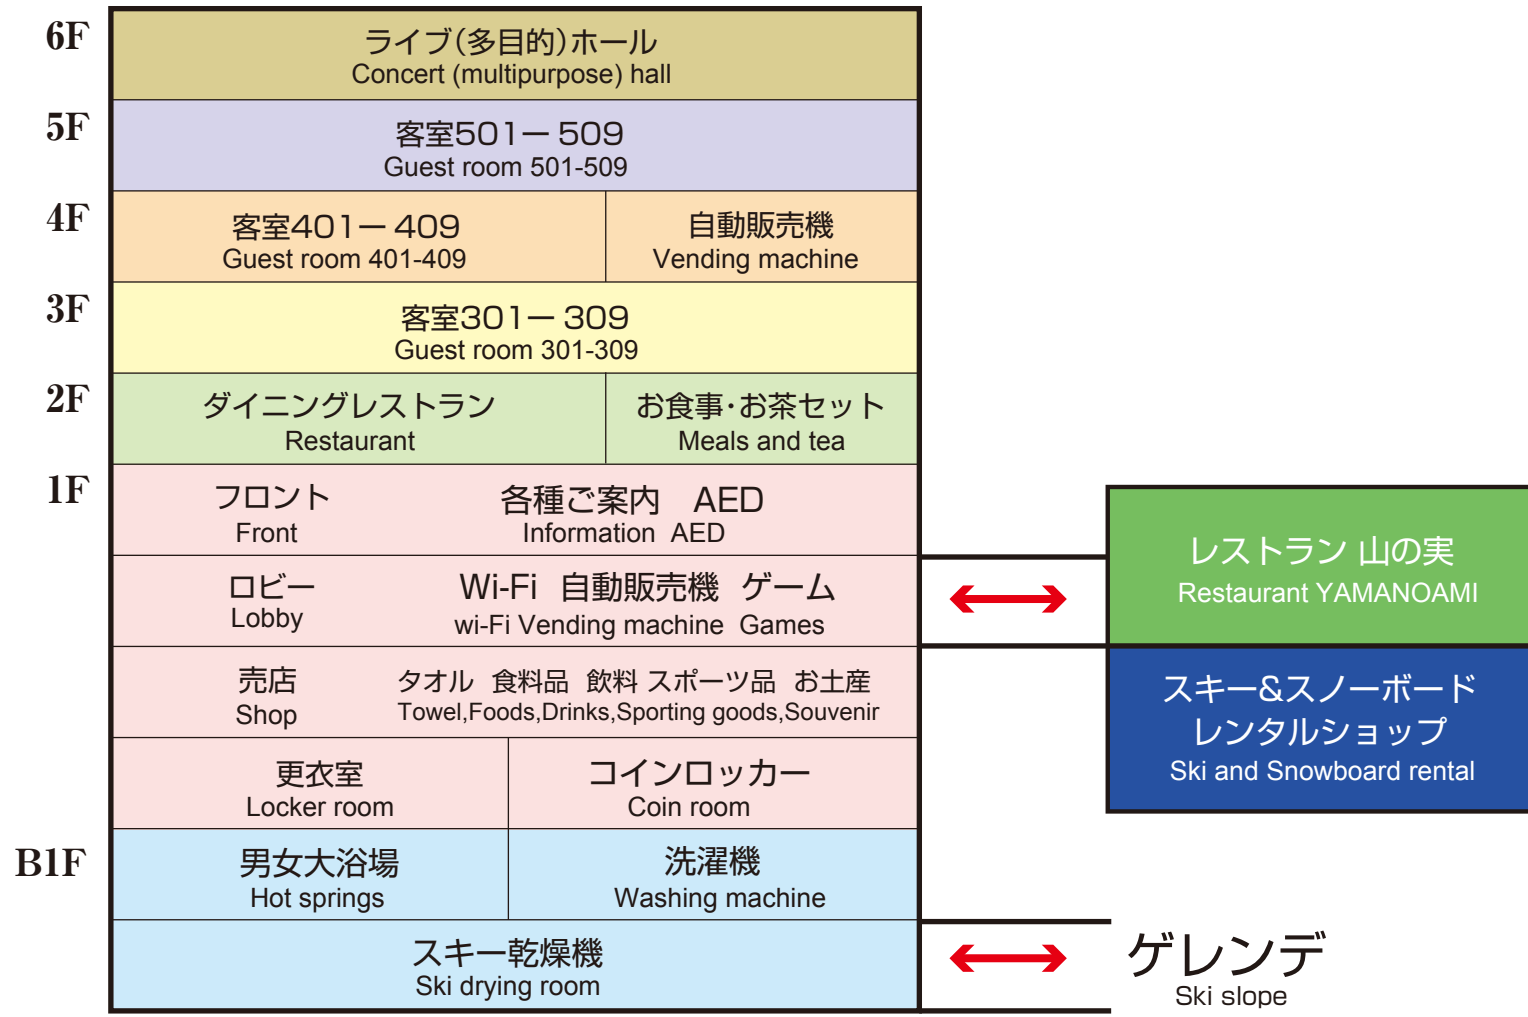 6F
ライブ(多目的)ホール
Concert (multipurpose) hall
5F
客室501ー 509
Guest room 501-509
4F
客室401ー 409
Guest room 401-409
自動販売機
Vending machine
3F
客室301ー 309
Guest room 301-309
2F
ダイニングレストラン
Restaurant
お食事・お茶セット
Meals and tea
1F
フロント
Front
各種ご案内 AED
Information AED
ロビー
Lobby
Wi-Fi 自動販売機 ゲーム
wi-Fi Vending machine Games
レストラン 山の実
Restaurant YAMANOAMI
売店
Shop
タオル 食料品 飲料 スポーツ品 お土産
Towel,Foods,Drinks,Sporting goods,Souvenir
スキー&スノーボード
レンタルショップ
Ski and Snowboard rental
更衣室
Locker room
コインロッカー
Coin room
B1F
男女大浴場
Hot springs
洗濯機
Washing machine
スキー乾燥機
Ski drying room
ゲレンデ
Ski slope